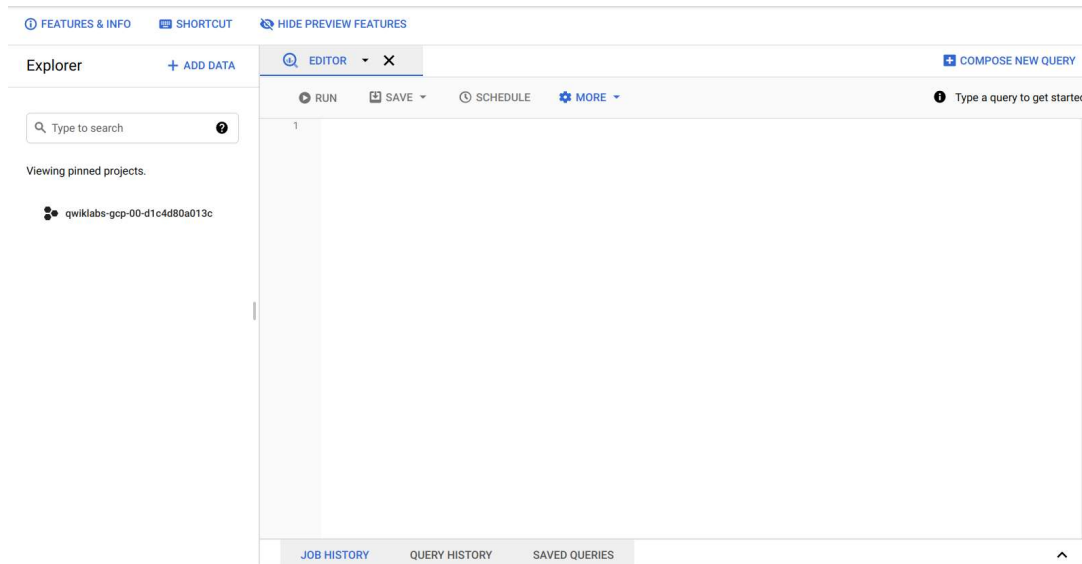 FEATURES & INFO SHORTCUT HIDE PREVIEW FEATURES
Explorer + ADD DATA
EDITOR
COMPOSE NEW QUERY
RUN SAVE SCHEDULE MORE
Type a query to get started
Type to search
Viewing pinned projects.
qwiklabs-gcp-00-d1c4d80a013c
1
JOB HISTORY QUERY HISTORY SAVED QUERIES